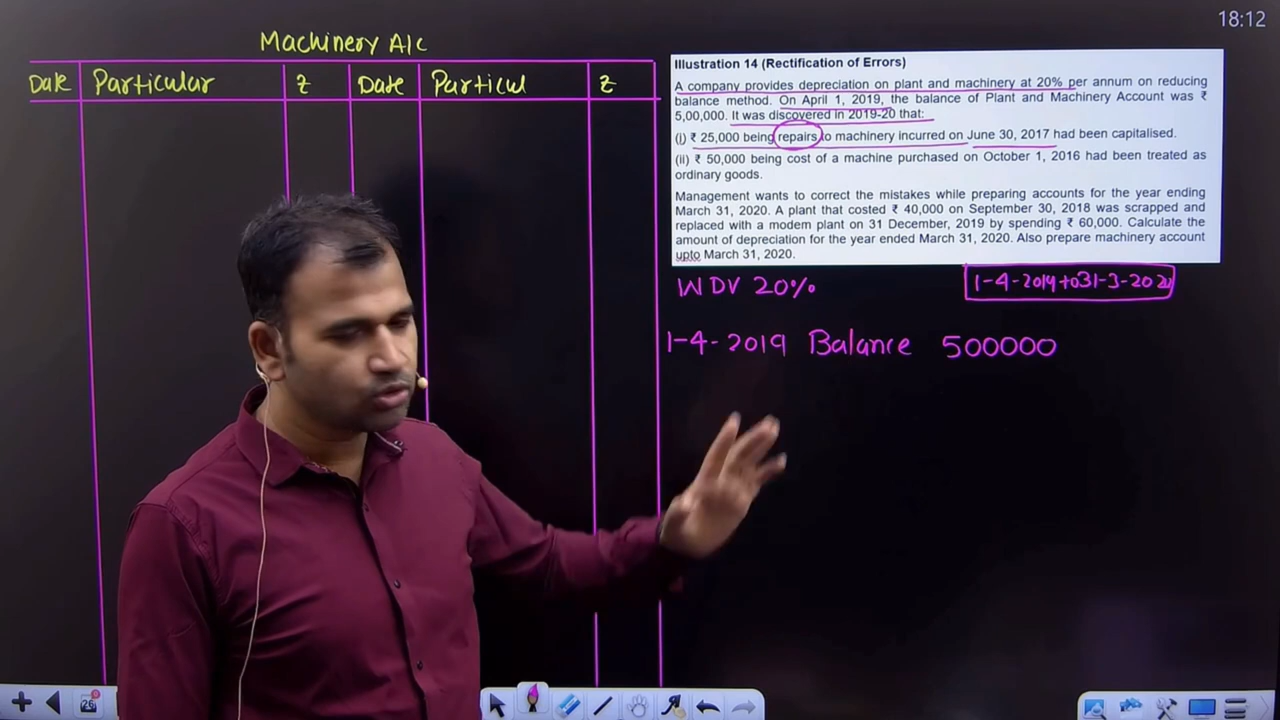 18:12
Machinery A/c
Date Particular ₹ Date Particul ₹
Illustration 14 (Rectification of Errors)
A company provides depreciation on plant and machinery at 20% per annum on reducing
balance method. On April 1, 2019, the balance of Plant and Machinery Account was ₹
5,00,000. It was discovered in 2019-20 that:
(i) ₹ 25,000 being repairs to machinery incurred on June 30, 2017 had been capitalised.
(ii) ₹ 50,000 being cost of a machine purchased on October 1, 2016 had been treated as
ordinary goods.
Management wants to correct the mistakes while preparing accounts for the year ending
March 31, 2020. A plant that costed ₹ 40,000 on September 30, 2018 was scrapped and
replaced with a modem plant on 31 December, 2019 by spending ₹ 60,000. Calculate the
amount of depreciation for the year ended March 31, 2020. Also prepare machinery account
upto March 31, 2020.
WDV 20% 1-4-2019 to 31-3-2020
1-4-2019 Balance 500000
26